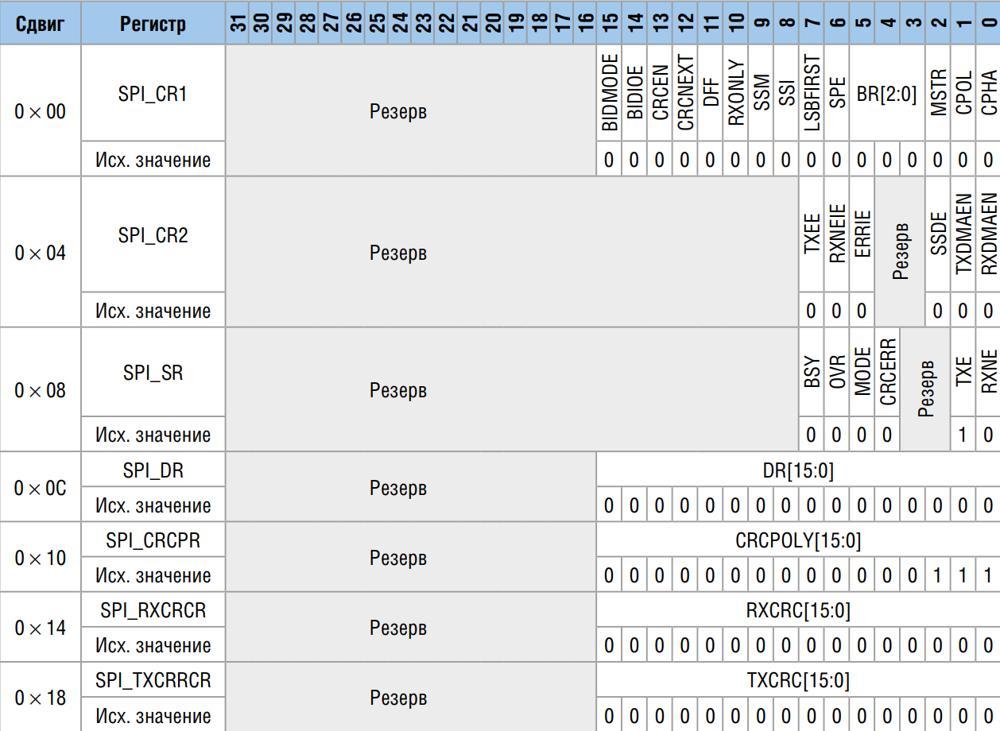 Сдвиг Регистр 31 30 29 28 27 26 25 24 23 22 21 20 19 18 17 16 15 14 13 12 11 10 9 8 7 6 5 4 3 2 1 0
0 × 00 SPI_CR1 Резерв BIDMODE BIDIOE CRCEN CRCNEXT DFF RXONLY SSM SSI LSBFIRST SPE BR[2:0] MSTR CPOL CPHA
Исх. значение 0 0 0 0 0 0 0 0 0 0 0 0 0 0 0 0
0 × 04 SPI_CR2 Резерв TXEE RXNEIE ERRIE Резерв SSDE TXDMAEN RXDMAEN
Исх. значение 0 0 0 0 0 0
0 × 08 SPI_SR Резерв BSY OVR MODE CRCERR Резерв TXE RXNE
Исх. значение 0 0 0 0 1 0
0 × 0C SPI_DR Резерв DR[15:0]
Исх. значение 0 0 0 0 0 0 0 0 0 0 0 0 0 0 0 0
0 × 10 SPI_CRCPR Резерв CRCPOLY[15:0]
Исх. значение 0 0 0 0 0 0 0 0 0 0 0 0 0 1 1 1
0 × 14 SPI_RXCRCR Резерв RXCRC[15:0]
Исх. значение 0 0 0 0 0 0 0 0 0 0 0 0 0 0 0 0
0 × 18 SPI_TXCRRCR Резерв TXCRC[15:0]
Исх. значение 0 0 0 0 0 0 0 0 0 0 0 0 0 0 0 0